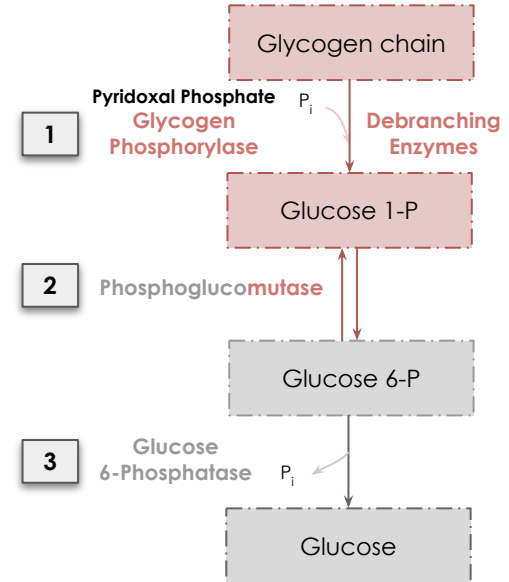 Glycogen chain
Pyridoxal Phosphate
Pi
1
Glycogen
Phosphorylase
Debranching
Enzymes
Glucose 1-P
2
Phosphoglucomutase
Glucose 6-P
3
Glucose
6-Phosphatase
Pi
Glucose